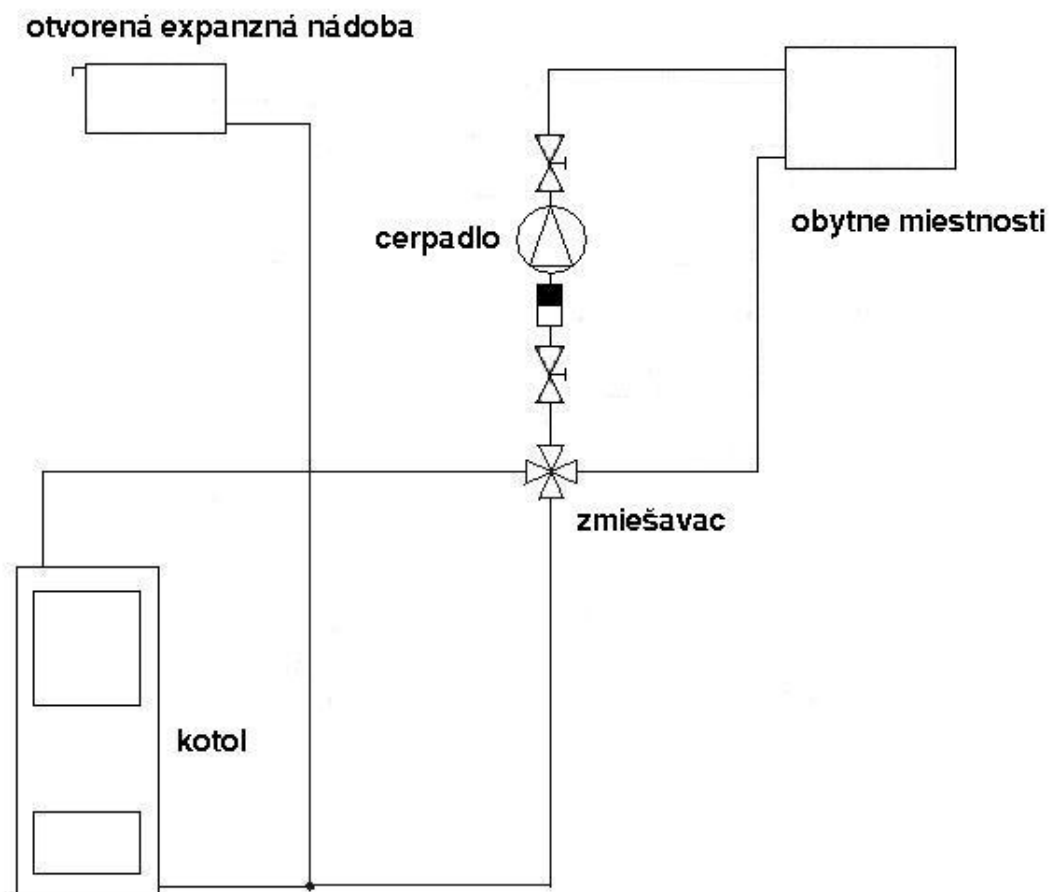 otvorená expanzná nádoba
obytne miestnosti
cerpadlo
zmiešavac
kotol